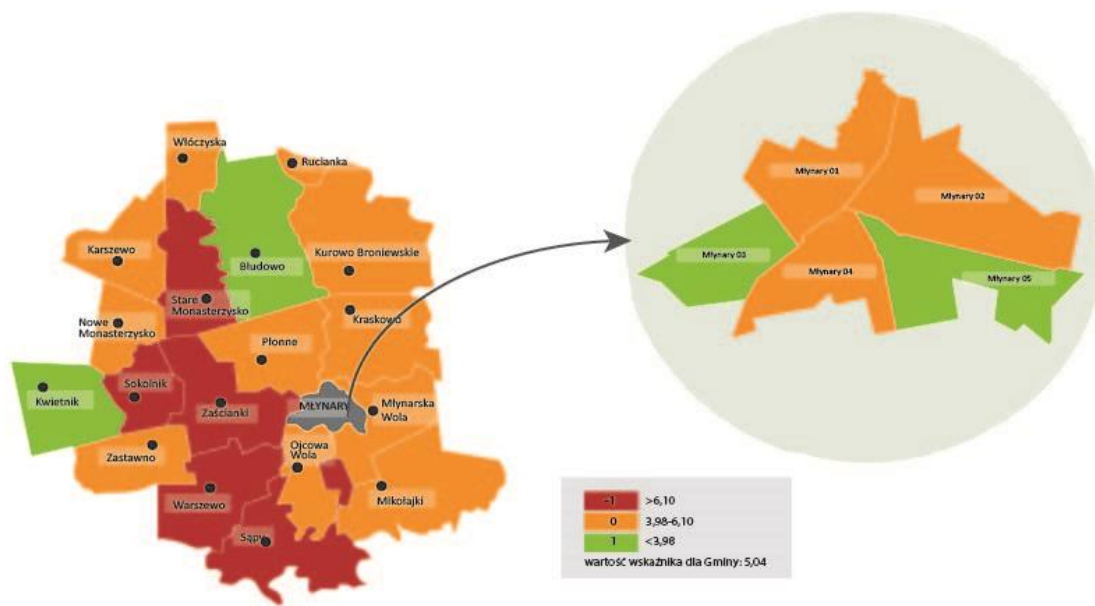 Włóczyska
Rucianka
Karszewo
Błudowo
Kurowo Broniewskie
Stare
Monasterzysko
Nowe
Monasterzysko
Kraskowo
Płonne
Kwietnik
Sokolnik
Zaścianki
MŁYNARY
Młynarska
Wola
Zastawno
Ojcowa
Wola
Warszewo
Mikołajki
Sąpy
Młynary 01
Młynary 02
Młynary 03
Młynary 04
Młynary 05
-1 >6,10
0 3,98-6,10
1 <3,98
wartość wskaźnika dla Gminy: 5,04